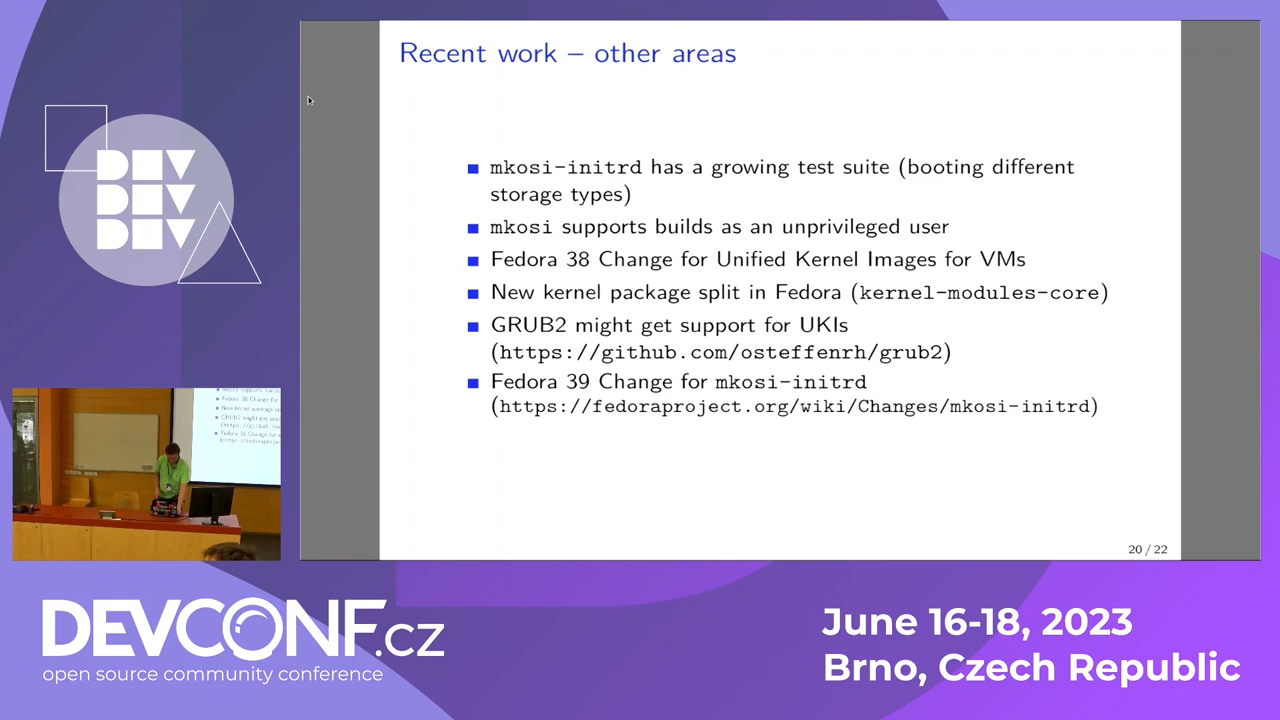 Recent work – other areas
DEV
DEV
DEV
■ mkosi-initrd has a growing test suite (booting different
storage types)
■ mkosi supports builds as an unprivileged user
■ Fedora 38 Change for Unified Kernel Images for VMs
■ New kernel package split in Fedora (kernel-modules-core)
■ GRUB2 might get support for UKIs
(https://github.com/osteffenrh/grub2)
■ Fedora 39 Change for mkosi-initrd
(https://fedoraproject.org/wiki/Changes/mkosi-initrd)
20 / 22
DEVCONF.cz
open source community conference
June 16-18, 2023
Brno, Czech Republic